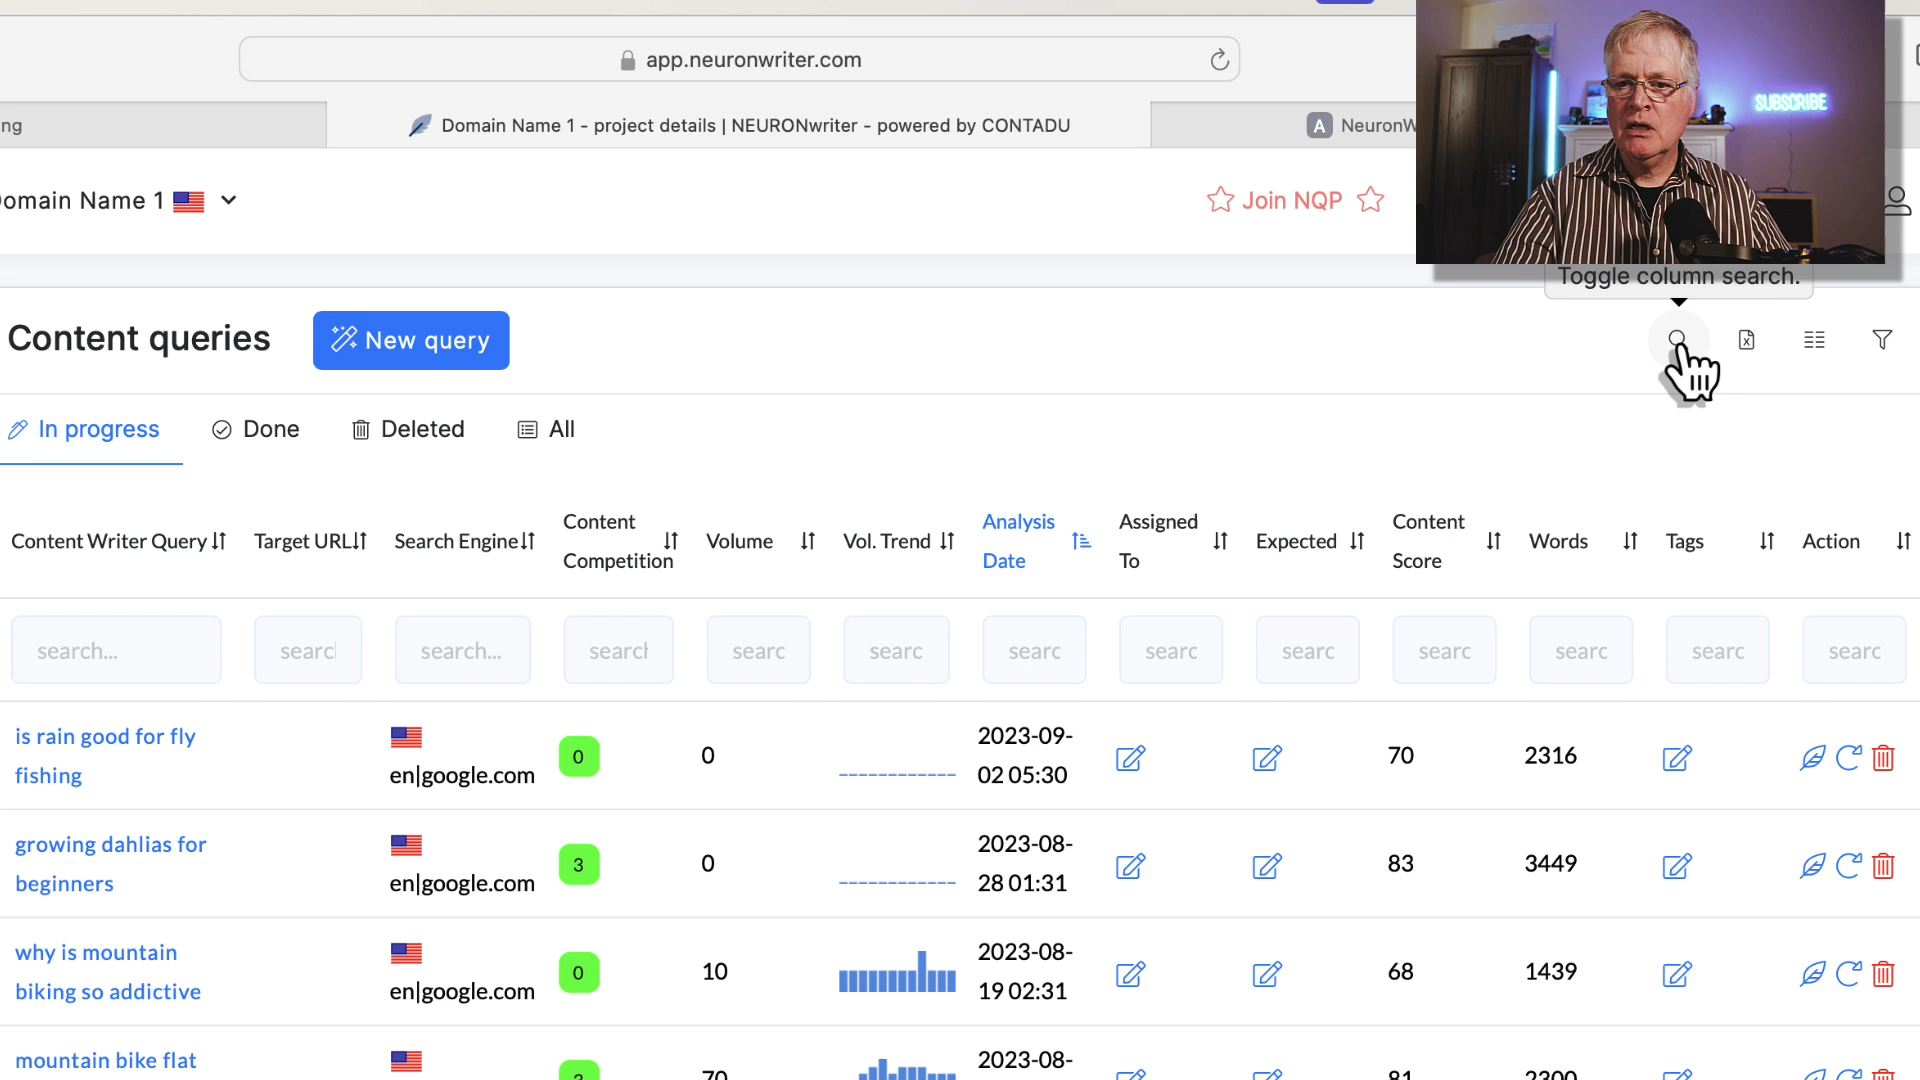 app.neuronwriter.com
ng
Domain Name 1 - project details | NEURONwriter - powered by CONTADU
A NeuronW
SUBSCRIBE
omain Name 1
Join NQP
Toggle column search.
Content queries
New query
In progress
Done
Deleted
All
Content Writer Query
Target URL
Search Engine
Content Competition
Volume
Vol. Trend
Analysis Date
Assigned To
Expected
Content Score
Words
Tags
Action
search... searcl search... search searc searc searc searc searc searc searc searc searc
is rain good for fly
fishing
en|google.com
0
0
2023-09-
02 05:30
70
2316
growing dahlias for
beginners
en|google.com
3
0
2023-08-
28 01:31
83
3449
why is mountain
biking so addictive
en|google.com
0
10
2023-08-
19 02:31
68
1439
mountain bike flat
70
2023-08-
81
2300